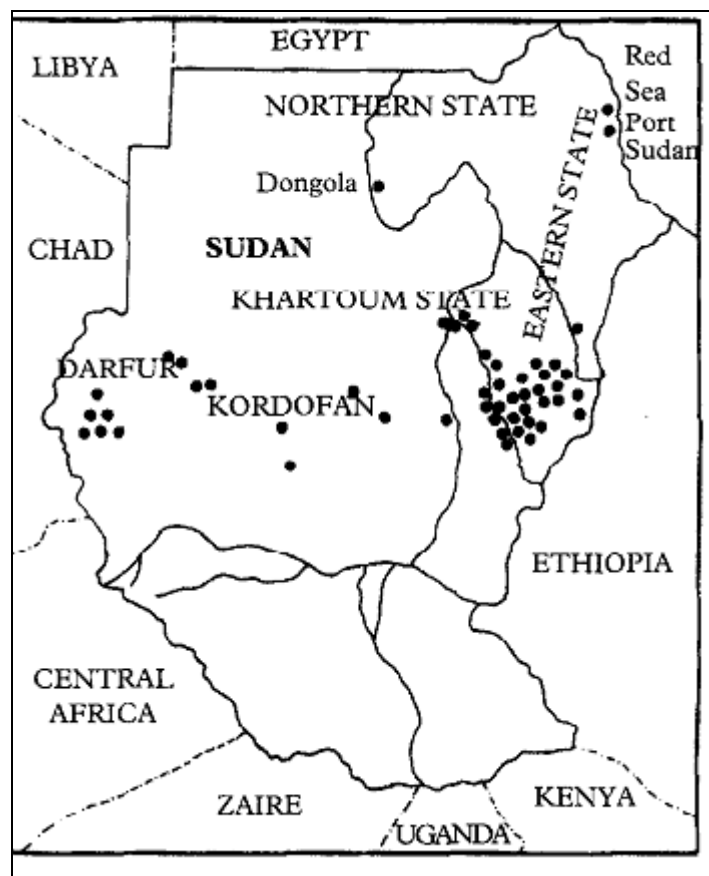 EGYPT
LIBYA
Red
Sea
Port
Sudan
NORTHERN STATE
Dongola
CHAD
SUDAN
EASTERN STATE
KHARTOUM STATE
DARFUR
KORDOFAN
ETHIOPIA
CENTRAL
AFRICA
ZAIRE
KENYA
UGANDA